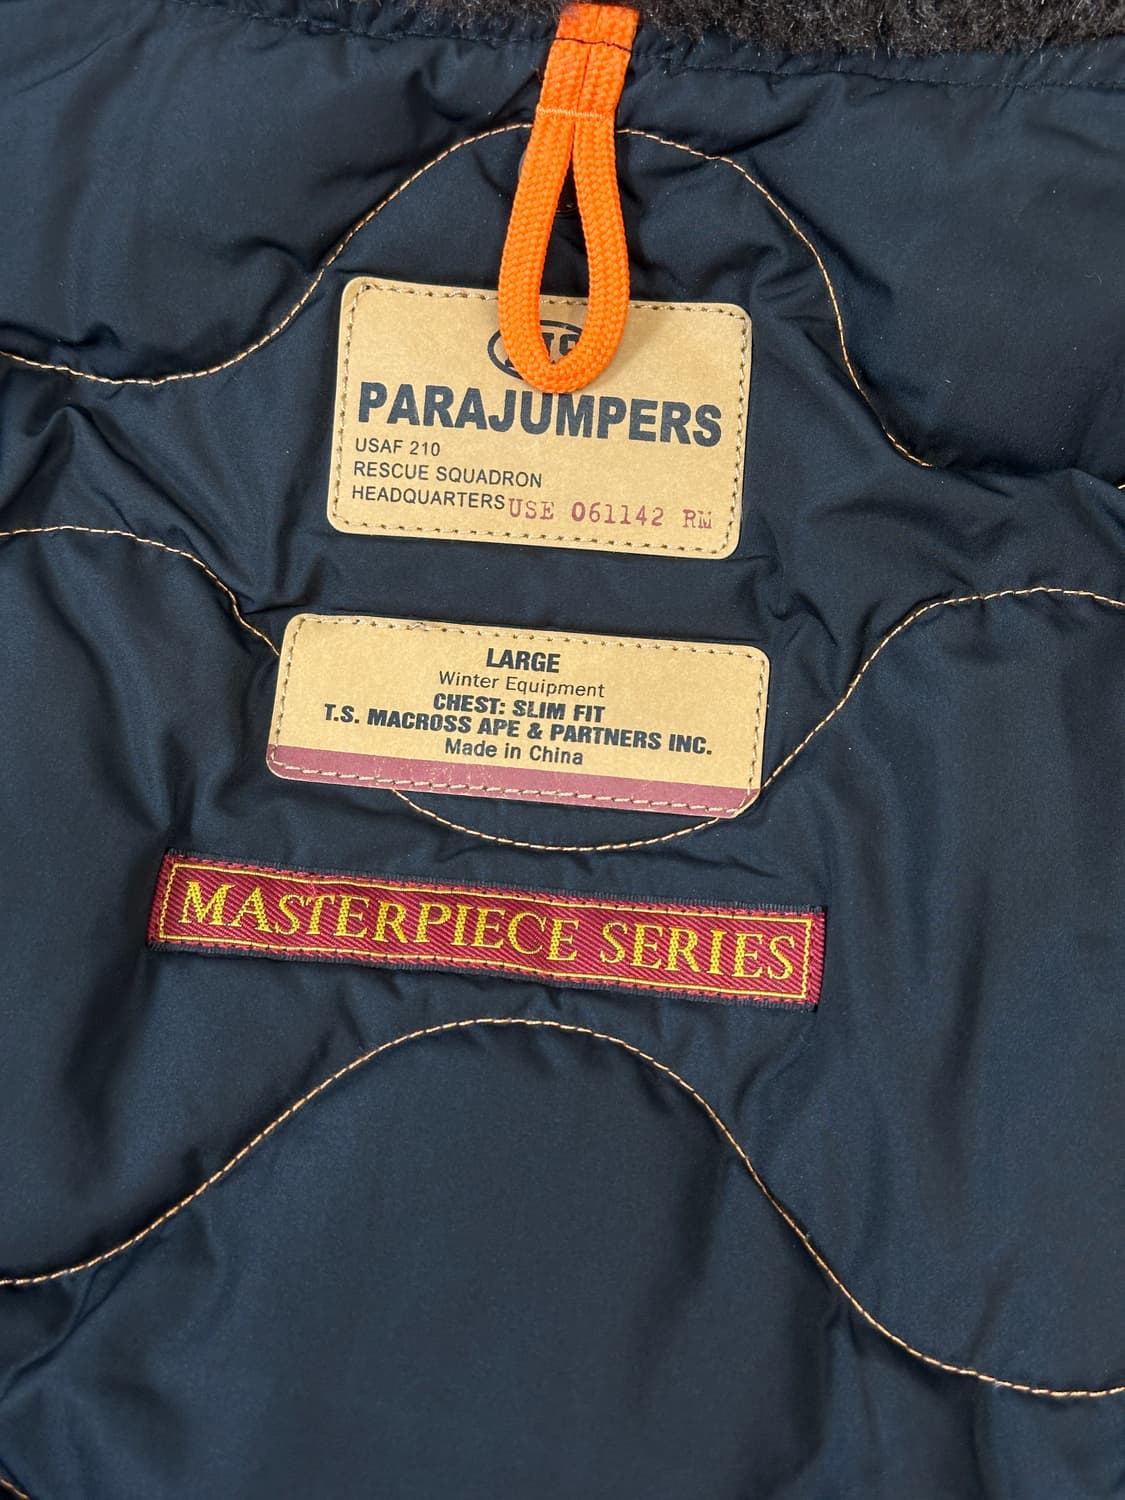 PARAJUMPERS
USAF 210
RESCUE SQUADRON
HEADQUARTERS USE 061142 RM
LARGE
Winter Equipment
CHEST: SLIM FIT
T.S. MACROSS APE & PARTNERS INC.
Made in China
MASTERPIECE SERIES